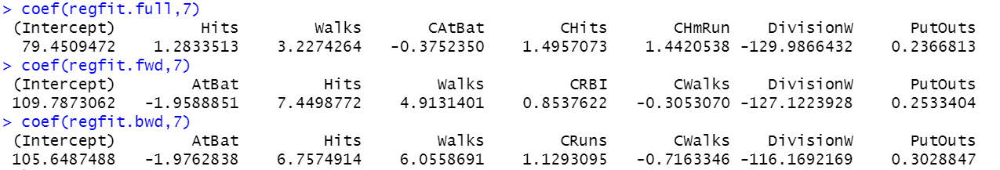 > coef(regfit.full,7)
(Intercept) Hits Walks CAtBat CHits CHmRun DivisionW PutOuts
79.4509472 1.2833513 3.2274264 -0.3752350 1.4957073 1.4420538 -129.9866432 0.2366813
> coef(regfit.fwd,7)
(Intercept) AtBat Hits Walks CRBI CWalks DivisionW PutOuts
109.7873062 -1.9588851 7.4498772 4.9131401 0.8537622 -0.3053070 -127.1223928 0.2533404
> coef(regfit.bwd,7)
(Intercept) AtBat Hits Walks CRuns CWalks DivisionW PutOuts
105.6487488 -1.9762838 6.7574914 6.0558691 1.1293095 -0.7163346 -116.1692169 0.3028847